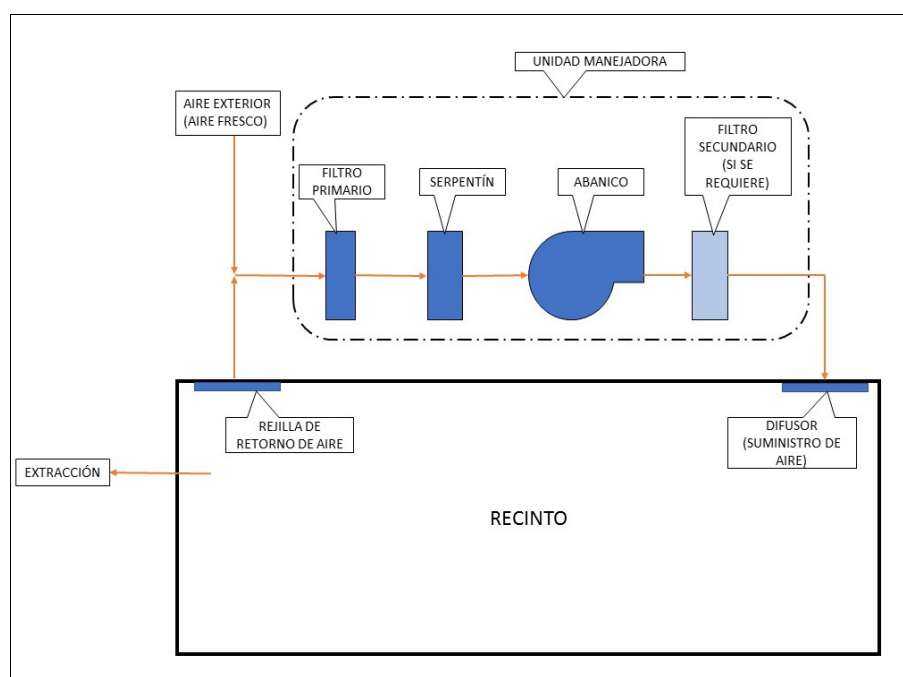 UNIDAD MANEJADORA
AIRE EXTERIOR
(AIRE FRESCO)
FILTRO
PRIMARIO
SERPENTÍN
ABANICO
FILTRO
SECUNDARIO
(SI SE
REQUIERE)
REJILLA DE
RETORNO DE AIRE
DIFUSOR
(SUMINISTRO DE
AIRE)
EXTRACCIÓN
RECINTO